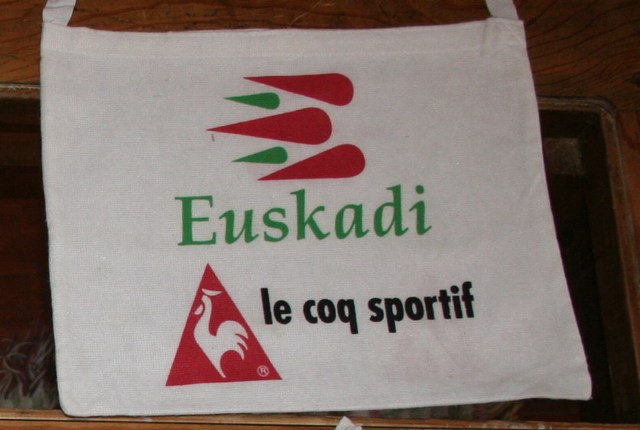 Euskadi
le coq sportif
®